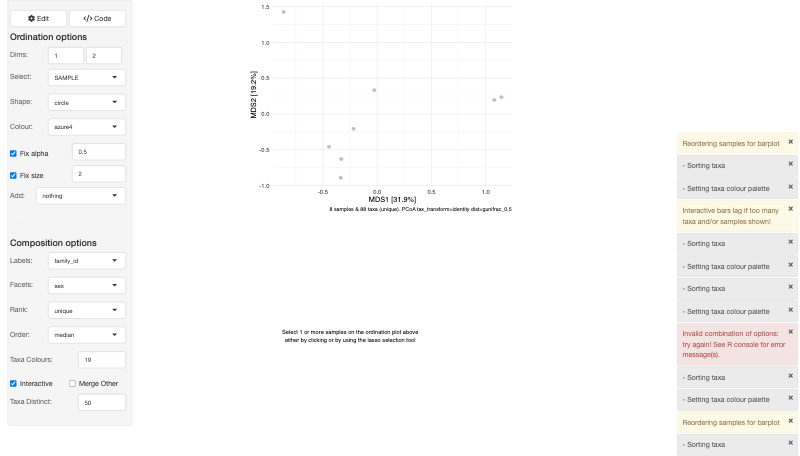 Edit
</> Code
Ordination options
Dims: 1 2
Select: SAMPLE
Shape: circle
Colour: azure4
Fix alpha 0.5
Fix size 2
Add: nothing
Composition options
Labels: family_id
Facets: sex
Rank: unique
Order: median
Taxa Colours: 19
Interactive Merge Other
Taxa Distinct: 50
1.5
1.0
0.5
0.0
-0.5
-1.0
MDS2 [19.2%]
-0.5 0.0 0.5 1.0
MDS1 [31.9%]
8 samples & 88 taxa (unique). PCoA tax_transform=identity dist=gunifrac_0.5
Select 1 or more samples on the ordination plot above
either by clicking or by using the lasso selection tool
Reordering samples for barplot ×
- Sorting taxa ×
- Setting taxa colour palette ×
Interactive bars lag if too many ×
taxa and/or samples shown!
- Sorting taxa ×
- Setting taxa colour palette ×
- Sorting taxa ×
- Setting taxa colour palette ×
Invalid combination of options: ×
try again! See R console for error
message(s).
- Sorting taxa ×
- Setting taxa colour palette ×
Reordering samples for barplot ×
- Sorting taxa ×